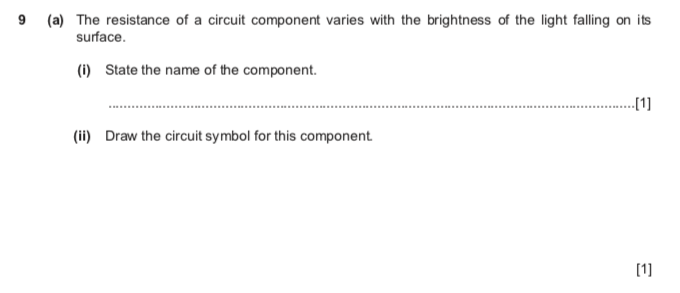 9 (a) The resistance of a circuit component varies with the brightness of the light falling on its
surface.
(i) State the name of the component.
..........................................................................................................................[1]
(ii) Draw the circuit symbol for this component.
[1]